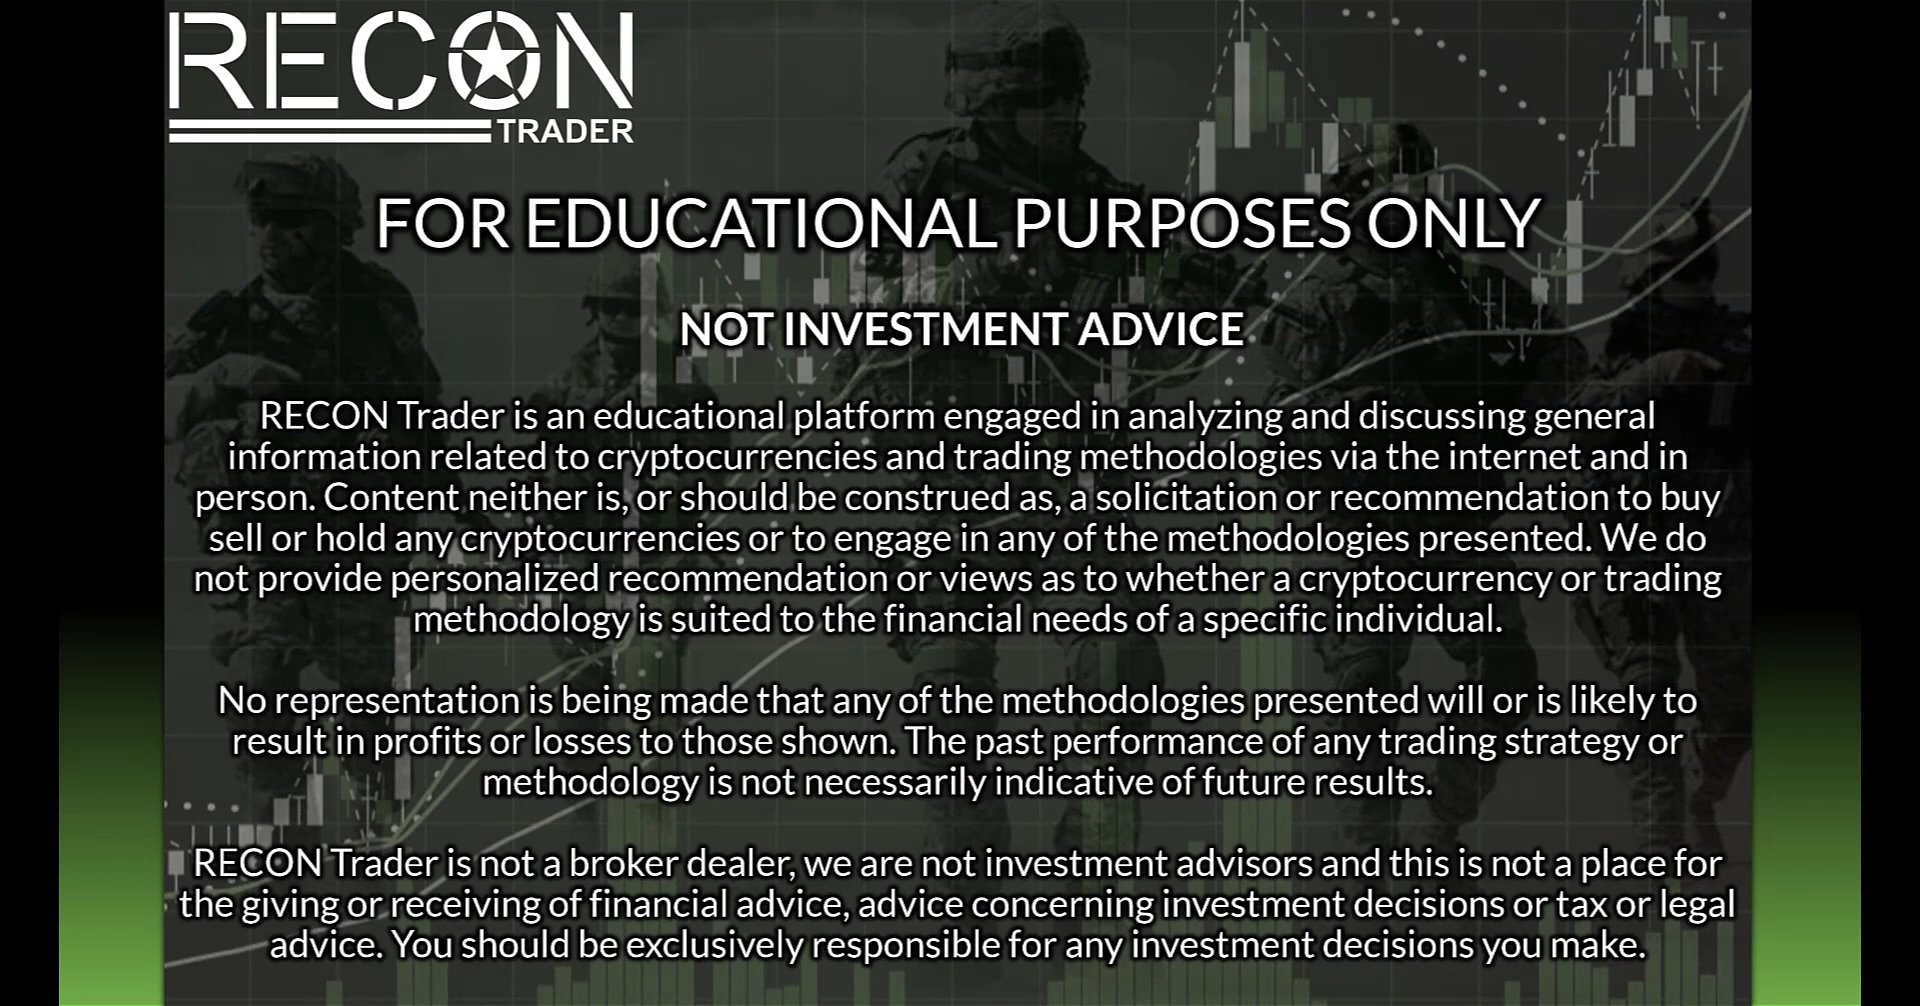 RECON
TRADER
FOR EDUCATIONAL PURPOSES ONLY
NOT INVESTMENT ADVICE
RECON Trader is an educational platform engaged in analyzing and discussing general
information related to cryptocurrencies and trading methodologies via the internet and in
person. Content neither is, or should be construed as, a solicitation or recommendation to buy
sell or hold any cryptocurrencies or to engage in any of the methodologies presented. We do
not provide personalized recommendation or views as to whether a cryptocurrency or trading
methodology is suited to the financial needs of a specific individual.
No representation is being made that any of the methodologies presented will or is likely to
result in profits or losses to those shown. The past performance of any trading strategy or
methodology is not necessarily indicative of future results.
RECON Trader is not a broker dealer, we are not investment advisors and this is not a place for
the giving or receiving of financial advice, advice concerning investment decisions or tax or legal
advice. You should be exclusively responsible for any investment decisions you make.